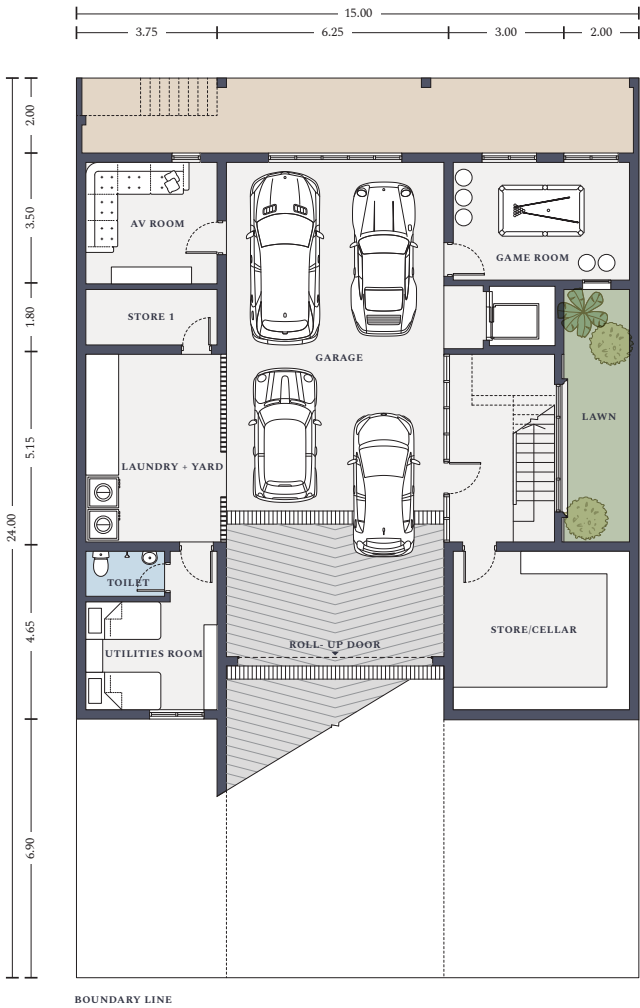 15.00
3.75
6.25
3.00
2.00
2.00
3.50
1.80
5.15
24.00
4.65
6.90
AV ROOM
GAME ROOM
STORE 1
GARAGE
LAWN
LAUNDRY + YARD
TOILET
STORE/CELLAR
ROLL- UP DOOR
UTILITIES ROOM
BOUNDARY LINE